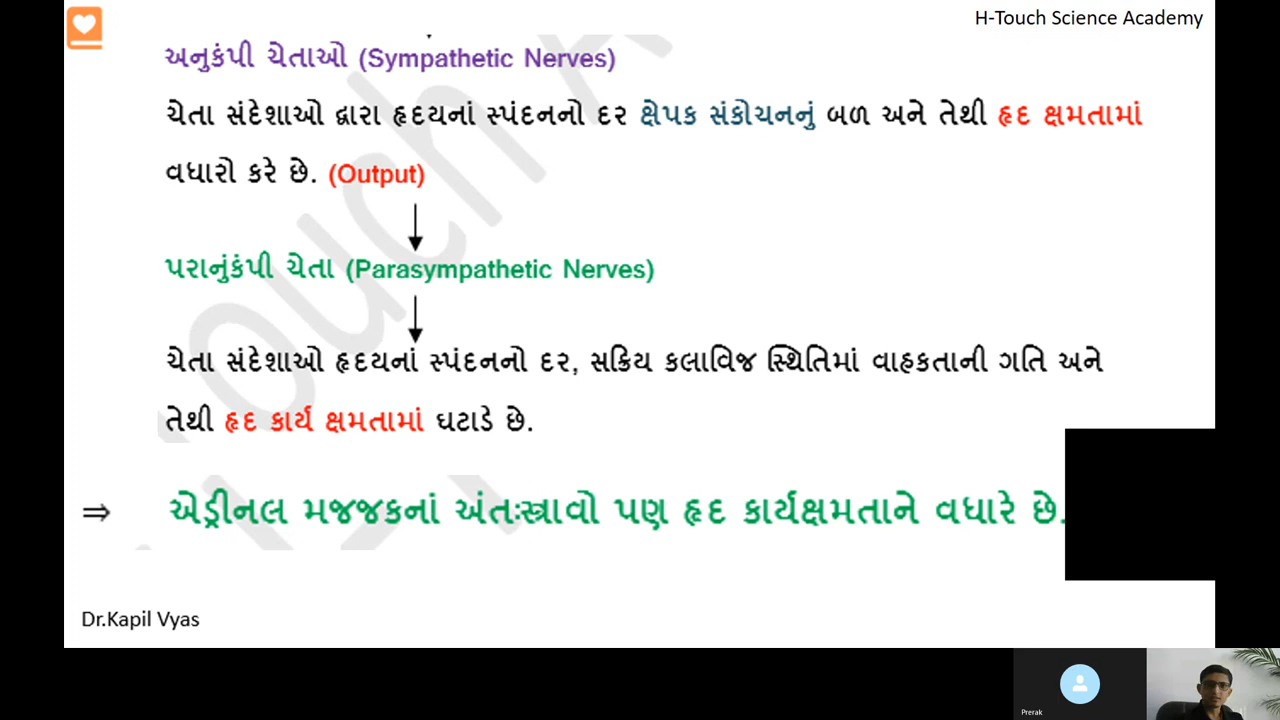 H-Touch Science Academy
અનુકંપી ચેતાઓ (Sympathetic Nerves)
ચેતા સંદેશાઓ દ્વારા હૃદયનાં સ્પંદનનો દર ક્ષેપક સંકોચનનું બળ અને તેથી હૃદ ક્ષમતામાં
વધારો કરે છે. (Output)
પરાનુંકંપી ચેતા (Parasympathetic Nerves)
ચેતા સંદેશાઓ હૃદયનાં સ્પંદનનો દર, સક્રિય કલાવિજ સ્થિતિમાં વાહકતાની ગતિ અને
તેથી હૃદ કાર્ય ક્ષમતામાં ઘટાડે છે.
⇒ એડ્રીનલ મજજકનાં અંતઃસ્ત્રાવો પણ હૃદ કાર્યક્ષમતાને વધારે છે.
Dr.Kapil Vyas
Prerak